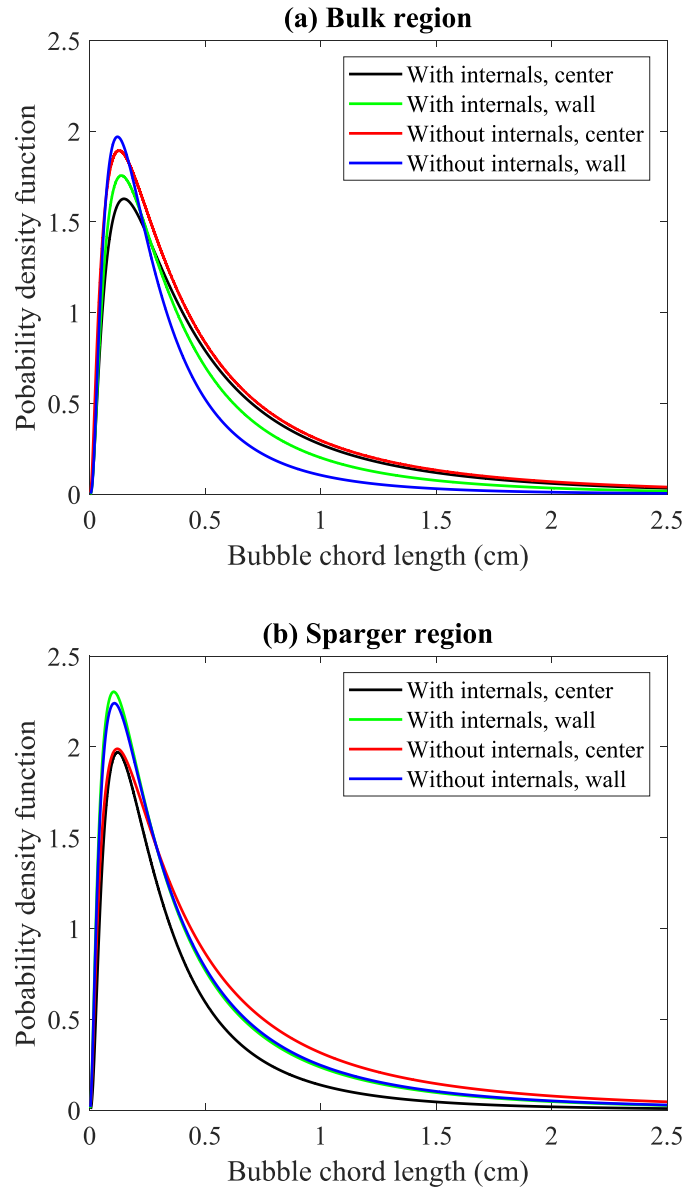 (a) Bulk region
2.5
2
1.5
1
0.5
0
Pobability density function
With internals, center
With internals, wall
Without internals, center
Without internals, wall
0 0.5 1 1.5 2 2.5
Bubble chord length (cm)
(b) Sparger region
2.5
2
1.5
1
0.5
0
Pobability density function
With internals, center
With internals, wall
Without internals, center
Without internals, wall
0 0.5 1 1.5 2 2.5
Bubble chord length (cm)